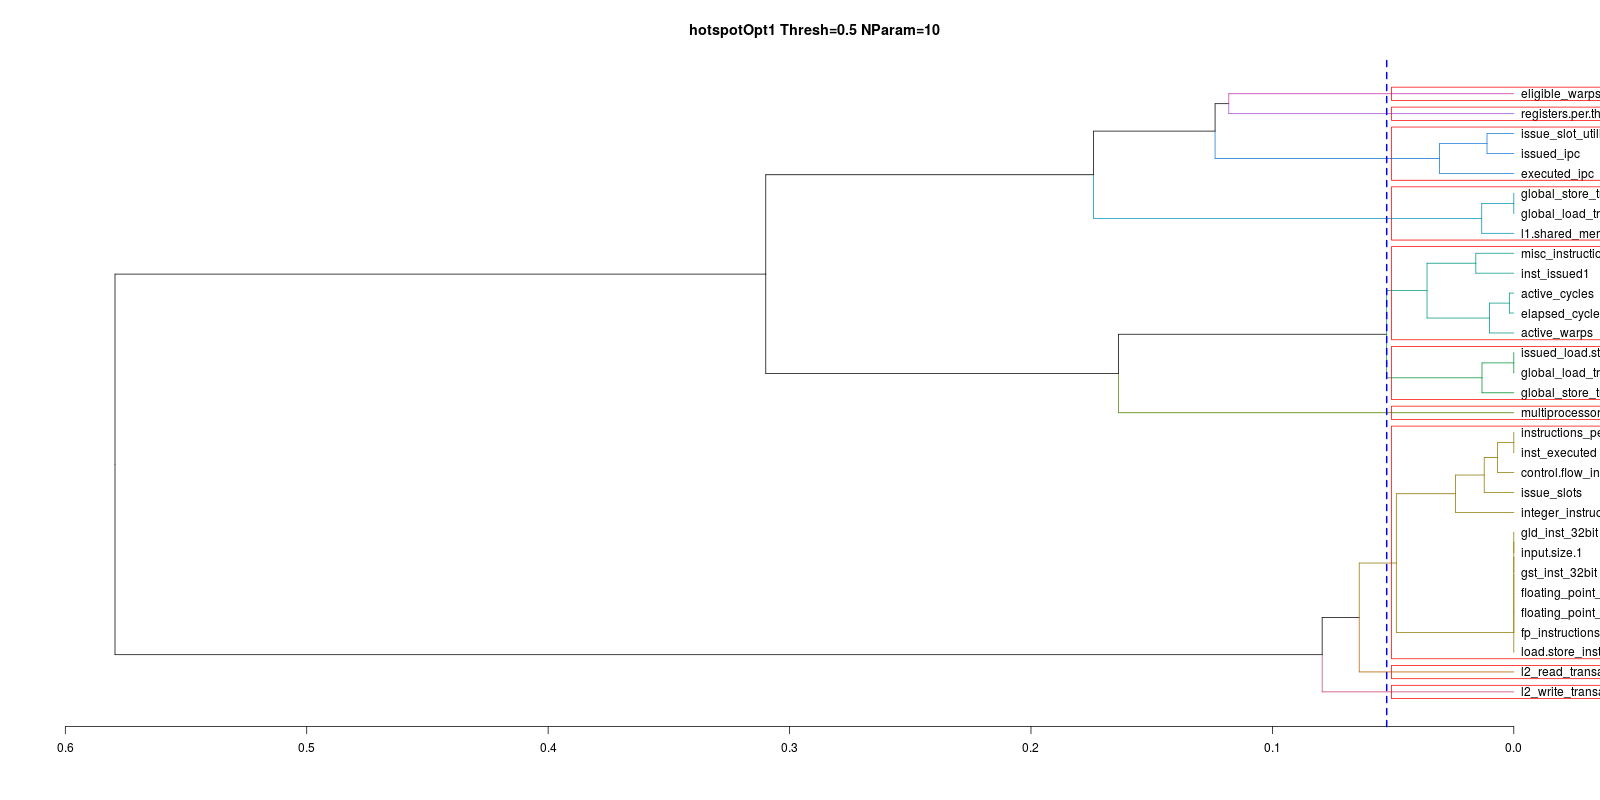 hotspotOpt1 Thresh=0.5 NParam=10
eligible_warps
registers.per.th
issue_slot_util
issued_ipc
executed_ipc
global_store_t
global_load_tr
l1.shared_mem
misc_instructio
inst_issued1
active_cycles
elapsed_cycle
active_warps
issued_load.st
global_load_tr
global_store_t
multiprocessor
instructions_pe
inst_executed
control.flow_in
issue_slots
integer_instruc
gld_inst_32bit
input.size.1
gst_inst_32bit
floating_point_
floating_point_
fp_instructions
load.store_inst
l2_read_transa
l2_write_transa
0.6 0.5 0.4 0.3 0.2 0.1 0.0